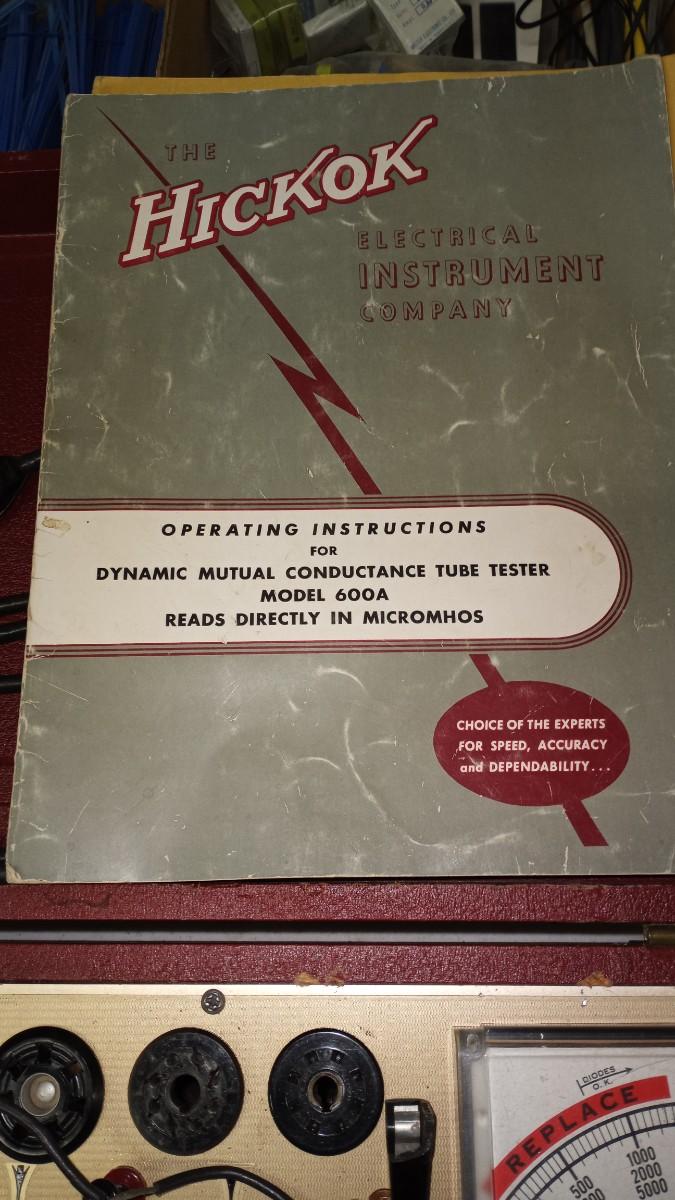 THE
HICKOK
ELECTRICAL
INSTRUMENT
COMPANY
OPERATING INSTRUCTIONS
FOR
DYNAMIC MUTUAL CONDUCTANCE TUBE TESTER
MODEL 600A
READS DIRECTLY IN MICROMHOS
CHOICE OF THE EXPERTS
FOR SPEED, ACCURACY
and DEPENDABILITY...
DIODES
O.K.
REPLACE
1000
500
2000
5000